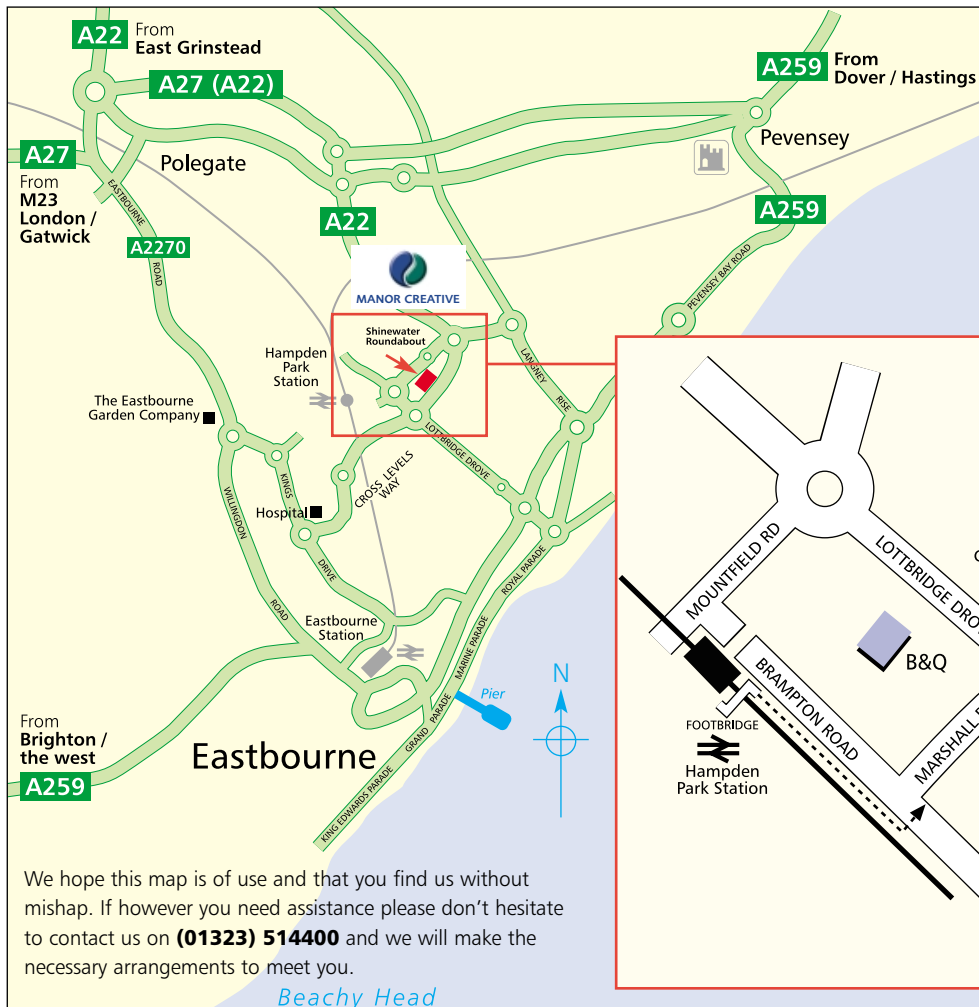 A22
From
East Grinstead
A27 (A22)
A259
From
Dover / Hastings
A27
From
M23
London /
Gatwick
Polegate
Pevensey
EASTBOURNE
ROAD
A2270
A22
A259
MANOR CREATIVE
PEVENSEY BAY ROAD
Shinewater
Roundabout
Hampden
Park
Station
LANGNEY
RISE
The Eastbourne
Garden Company
LOTTBRIDGE DROVE
CROSS LEVELS
WAY
KINGS
DRIVE
Hospital
WILLINGDON
ROAD
Eastbourne
Station
ROYAL PARADE
MARINE PARADE
GRAND PARADE
KING EDWARDS PARADE
Pier
N
From
Brighton /
the west
A259
Eastbourne
MOUNTFIELD RD
LOTTBRIDGE DRO
B&Q
BRAMPTON ROAD
MARSHALL
FOOTBRIDGE
Hampden
Park Station
We hope this map is of use and that you find us without
mishap. If however you need assistance please don’t hesitate
to contact us on (01323) 514400 and we will make the
necessary arrangements to meet you.
Beachy Head